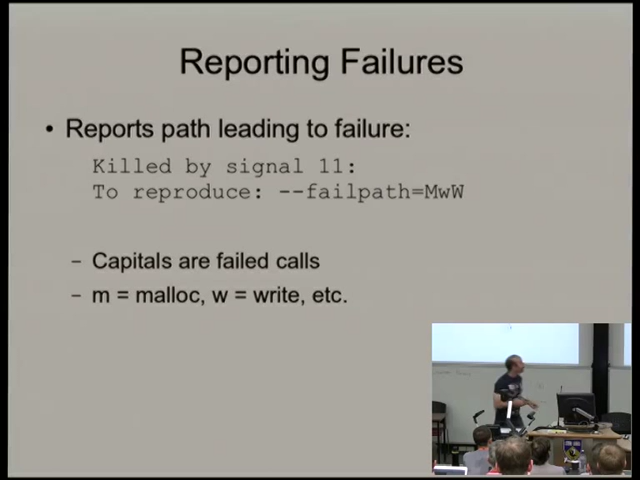 Reporting Failures
• Reports path leading to failure:
Killed by signal 11:
To reproduce: --failpath=MwW
– Capitals are failed calls
– m = malloc, w = write, etc.